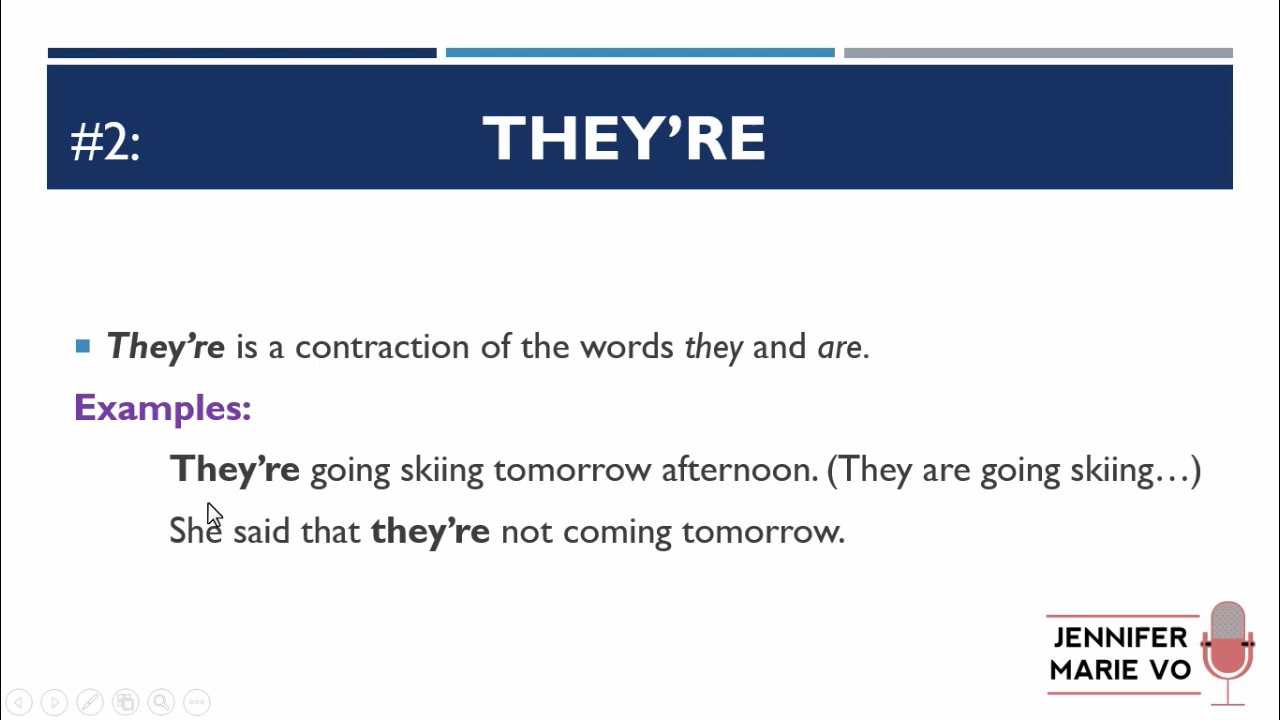 #2: THEY’RE
They’re is a contraction of the words they and are.
Examples:
They’re going skiing tomorrow afternoon. (They are going skiing…)
She said that they’re not coming tomorrow.
JENNIFER
MARIE VO